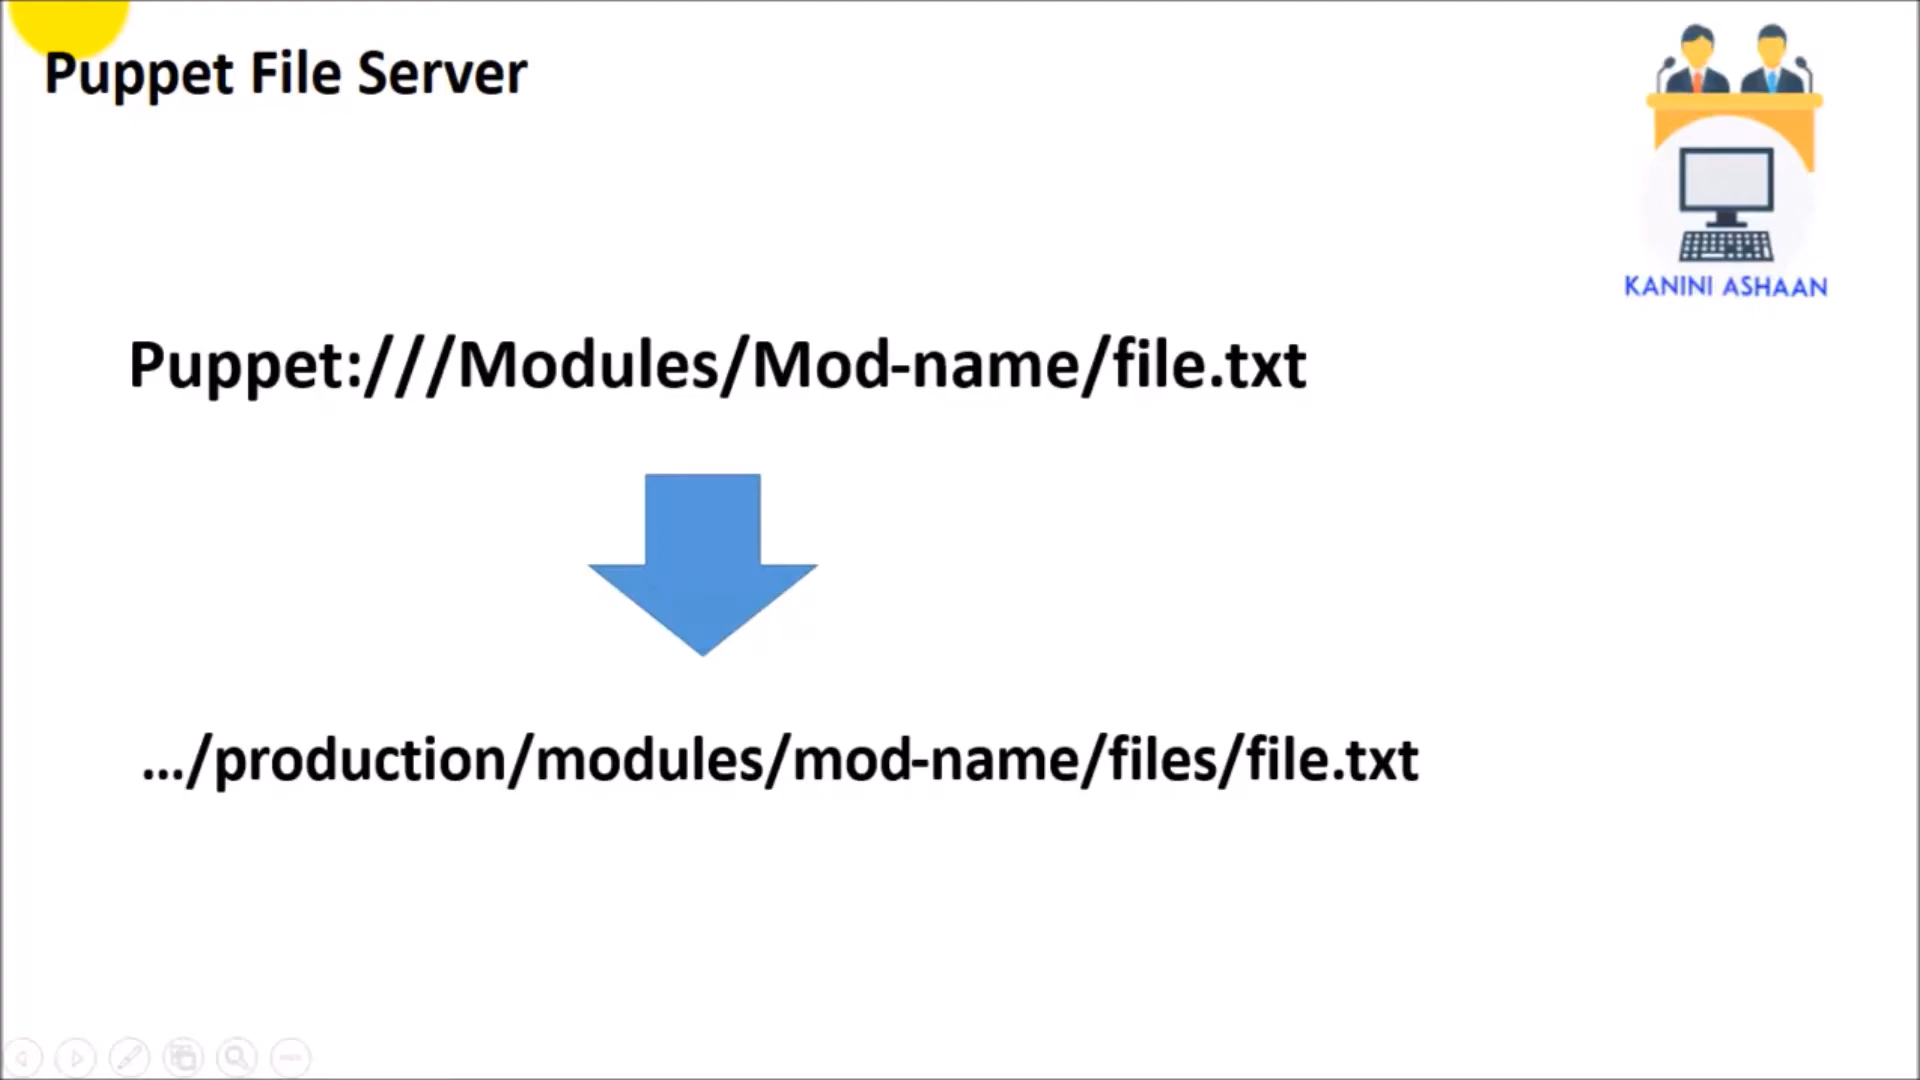 Puppet File Server
KANINI ASHAAN
Puppet:///Modules/Mod-name/file.txt
.../production/modules/mod-name/files/file.txt